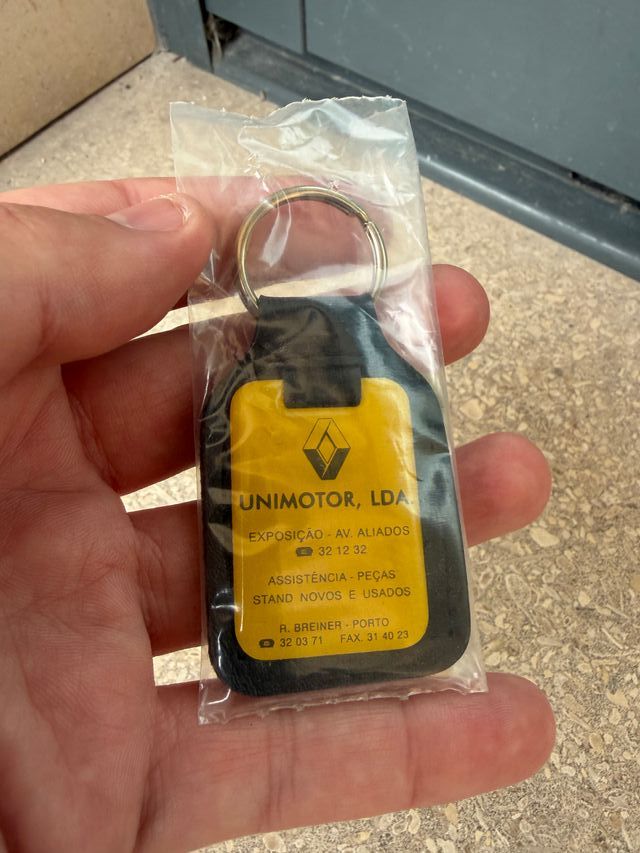 UNIMOTOR, LDA.
EXPOSIÇÃO - AV. ALIADOS
32 12 32
ASSISTÊNCIA - PEÇAS
STAND NOVOS E USADOS
R. BREINER - PORTO
32 03 71 FAX. 31 40 23